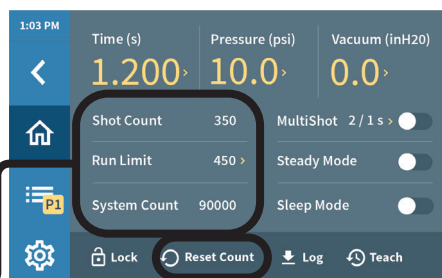 1:03 PM
Time (s) Pressure (psi) Vacuum (inH20)
1.200 › 10.0 › 0.0 ›
Shot Count 350 MultiShot 2 / 1 s ›
Run Limit 450 › Steady Mode
P1
System Count 90000 Sleep Mode
Lock Reset Count Log Teach